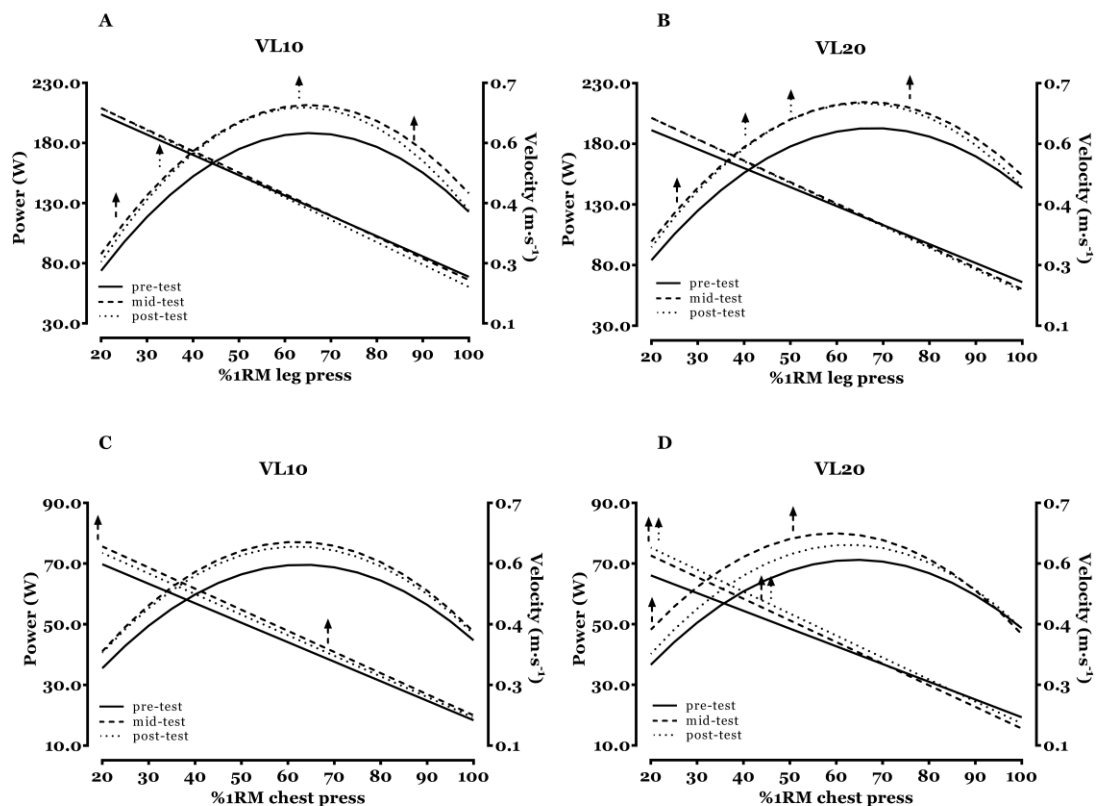 A
VL10
230.0
180.0
130.0
80.0
30.0
Power (W)
0.7
0.6
0.4
0.3
0.1
Velocity (m·s-1)
pre-test
mid-test
post-test
20 30 40 50 60 70 80 90 100
%1RM leg press
B
VL20
230.0
180.0
130.0
80.0
30.0
Power (W)
0.7
0.6
0.4
0.3
0.1
Velocity (m·s-1)
pre-test
mid-test
post-test
20 30 40 50 60 70 80 90 100
%1RM leg press
C
VL10
90.0
70.0
50.0
30.0
10.0
Power (W)
0.7
0.6
0.4
0.3
0.1
Velocity (m·s-1)
pre-test
mid-test
post-test
20 30 40 50 60 70 80 90 100
%1RM chest press
D
VL20
90.0
70.0
50.0
30.0
10.0
Power (W)
0.7
0.6
0.4
0.3
0.1
Velocity (m·s-1)
pre-test
mid-test
post-test
20 30 40 50 60 70 80 90 100
%1RM chest press